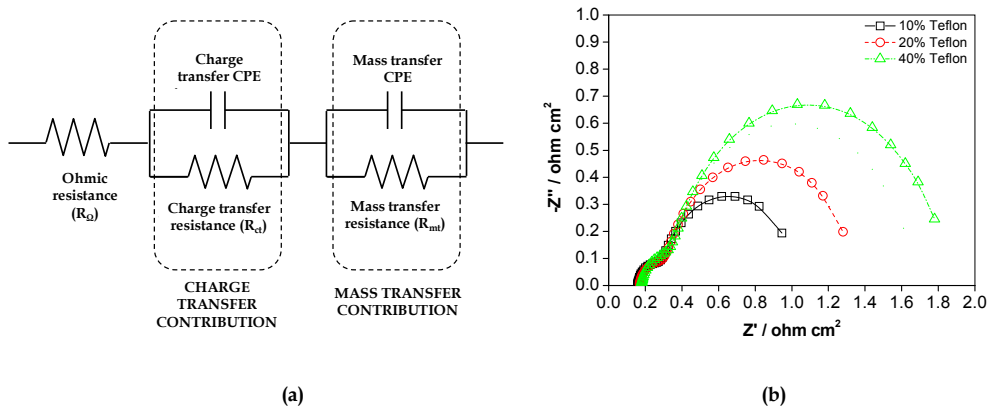 Charge
transfer CPE
Mass transfer
CPE
Ohmic
resistance
(RΩ)
Charge transfer
resistance (Rct)
Mass transfer
resistance (Rmt)
CHARGE
TRANSFER
CONTRIBUTION
MASS TRANSFER
CONTRIBUTION
(a)
10% Teflon
20% Teflon
40% Teflon
-Z'' / ohm cm²
1.0
0.9
0.8
0.7
0.6
0.5
0.4
0.3
0.2
0.1
0.0
0.0 0.2 0.4 0.6 0.8 1.0 1.2 1.4 1.6 1.8 2.0
Z' / ohm cm²
(b)